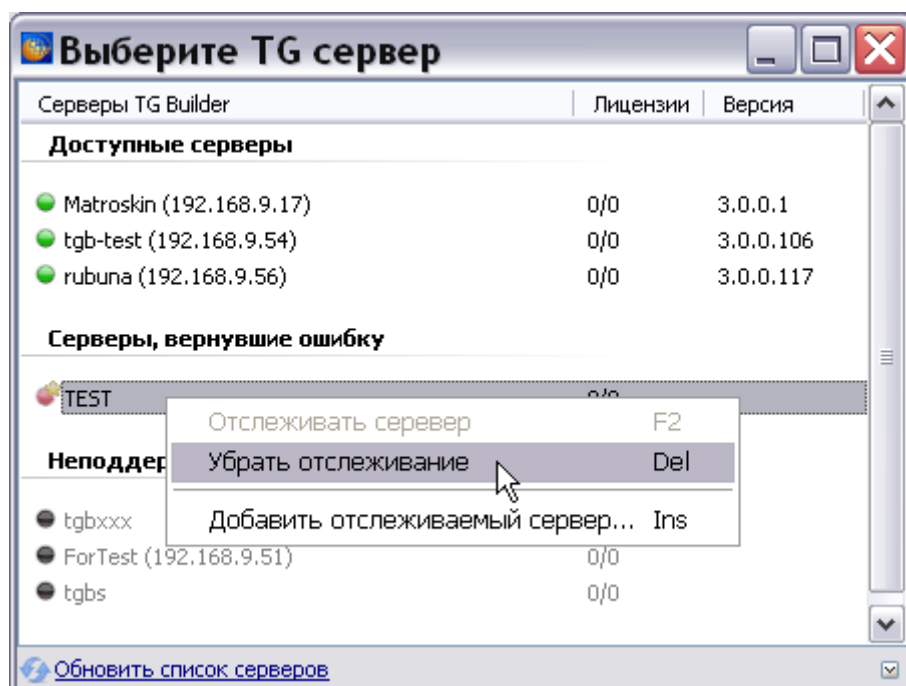 Выберите TG сервер
Серверы TG Builder Лицензии Версия
Доступные серверы
Matroskin (192.168.9.17) 0/0 3.0.0.1
tgb-test (192.168.9.54) 0/0 3.0.0.106
rubuna (192.168.9.56) 0/0 3.0.0.117
Серверы, вернувшие ошибку
TEST
Отслеживать серевер F2
Убрать отслеживание Del
Добавить отслеживаемый сервер... Ins
tgbxxx
ForTest (192.168.9.51) 0/0
tgbs 0/0
Обновить список серверов